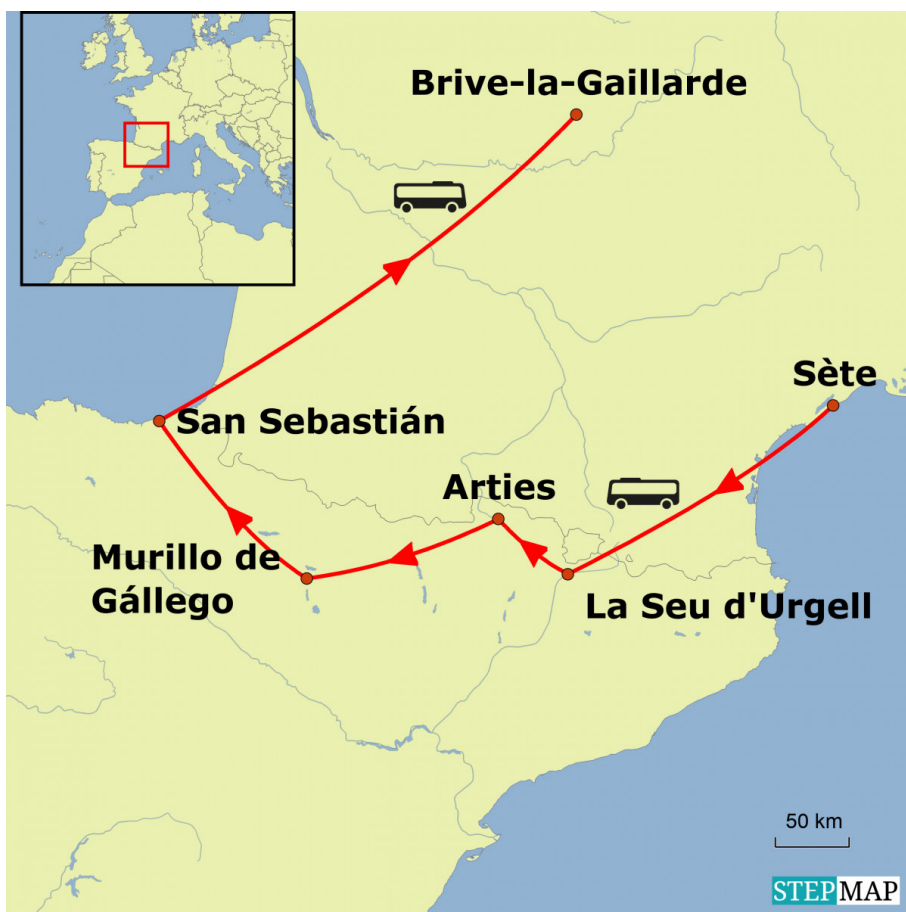 Brive-la-Gaillarde
Sète
San Sebastián
Arties
Murillo de
Gállego
La Seu d'Urgell
50 km
STEPMAP